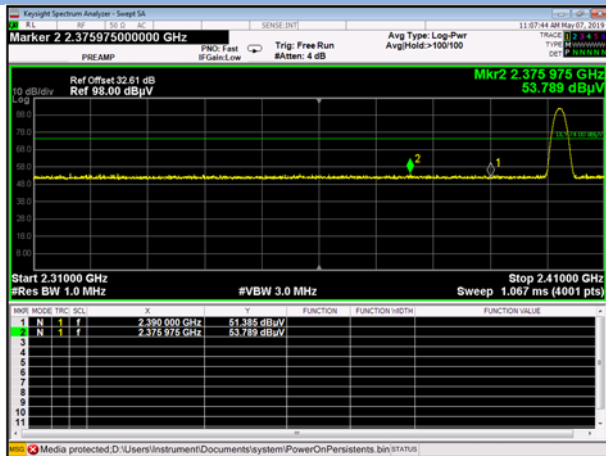 Keysight Spectrum Analyzer - Swept SA
RL RF 50 Ω AC SENSE:INT 11:07:44 AM May 07, 2019
Marker 2 2.375975000000 GHz
PREAMP
PNO: Fast
IFGain:Low
Trig: Free Run
#Atten: 4 dB
Avg Type: Log-Pwr
Avg|Hold:>100/100
TRACE 1 2 3 4 5 6
TYPE M W W W W W
DET P N N N N N
Mkr2 2.375 975 GHz
53.789 dBµV
Ref Offset 32.61 dB
10 dB/div Ref 98.00 dBµV
Log
88.0
78.0
68.0
58.0
48.0
38.0
28.0
18.0
8.00
2
1
Start 2.31000 GHz
#Res BW 1.0 MHz
#VBW 3.0 MHz
Stop 2.41000 GHz
Sweep 1.067 ms (4001 pts)
MKR MODE TRC SCL X Y FUNCTION FUNCTION WIDTH FUNCTION VALUE
1 N 1 f 2.390 000 GHz 51.385 dBµV
2 N 1 f 2.375 975 GHz 53.789 dBµV
3
4
5
6
7
8
9
10
11
MSG Media protected;D:\Users\Instrument\Documents\system\PowerOnPersistents.bin STATUS